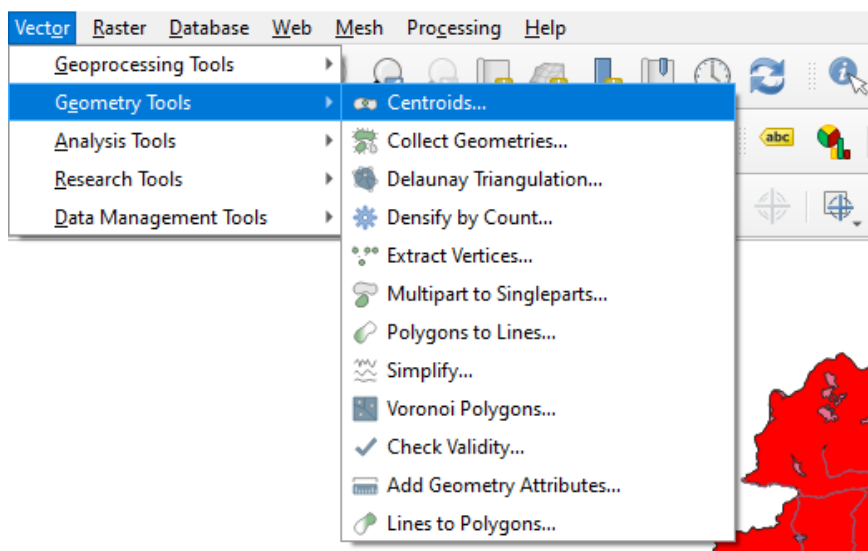 Vector Raster Database Web Mesh Processing Help
Geoprocessing Tools
Geometry Tools
Analysis Tools
Research Tools
Data Management Tools
Centroids...
Collect Geometries...
Delaunay Triangulation...
Densify by Count...
Extract Vertices...
Multipart to Singleparts...
Polygons to Lines...
Simplify...
Voronoi Polygons...
Check Validity...
Add Geometry Attributes...
Lines to Polygons...
abc